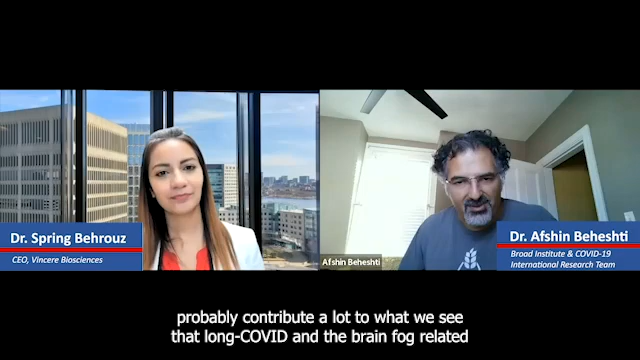 Dr. Spring Behrouz
CEO, Vincere Biosciences
Afshin Beheshti
Dr. Afshin Beheshti
Broad Institute & COVID-19
International Research Team
probably contribute a lot to what we see
that long-COVID and the brain fog related